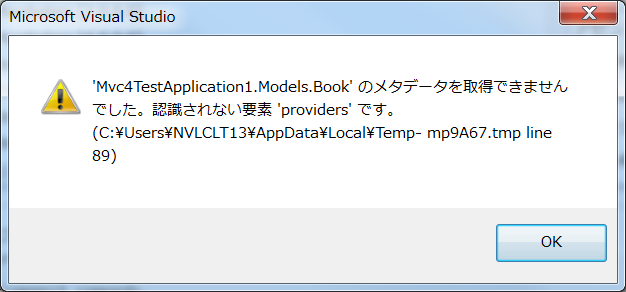 Microsoft Visual Studio
'Mvc4TestApplication1.Models.Book' のメタデータを取得できません
でした。認識されない要素 'providers' です。
(C:¥Users¥NVLCLT13¥AppData¥Local¥Temp- mp9A67.tmp line
89)
OK